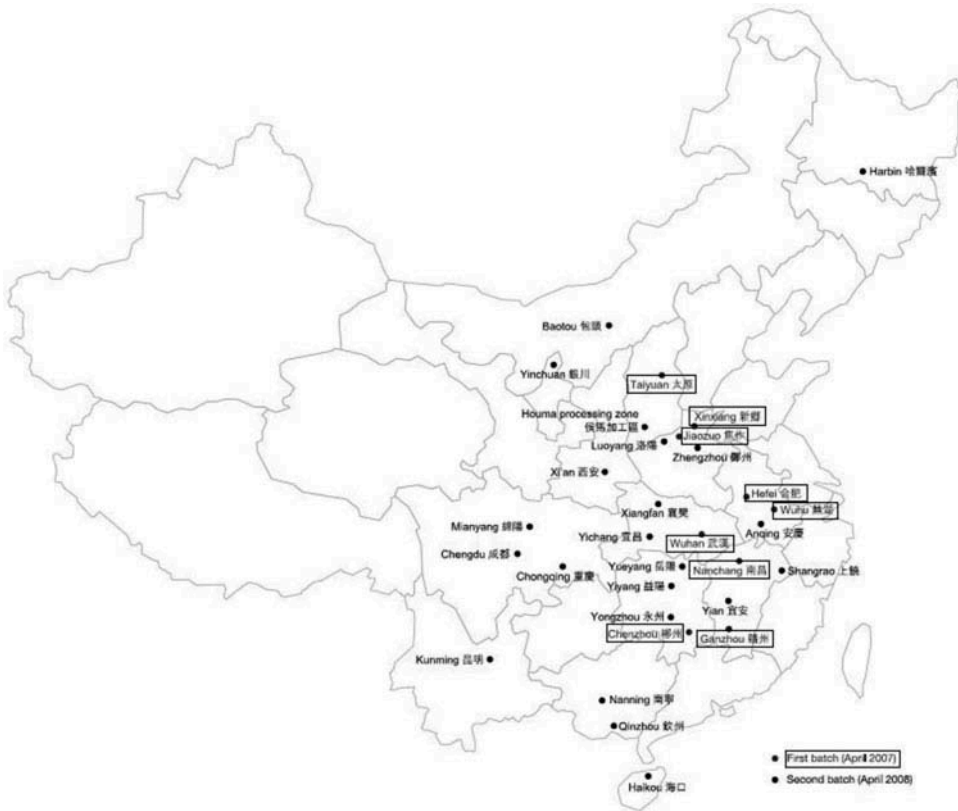 Harbin 哈爾濱
Baotou 包頭
Yinchuan 銀川
Taiyuan 太原
Xinxiang 新鄉
Houma processing zone
侯馬加工區
Jiaozuo 焦作
Luoyang 洛陽
Zhengzhou 鄭州
Xi'an 西安
Hefei 合肥
Wuhu 蕪湖
Xiangfan 襄樊
Anqing 安慶
Mianyang 綿陽
Yichang 宜昌
Wuhan 武漢
Chengdu 成都
Chongqing 重慶
Yueyang 岳陽
Nanchang 南昌
Shangrao 上饒
Yiyang 益陽
Yian 宜安
Yongzhou 永州
Chenzhou 郴州
Ganzhou 贛州
Kunming 昆明
Nanning 南寧
Qinzhou 欽州
First batch (April 2007)
Second batch (April 2008)
Haikou 海口